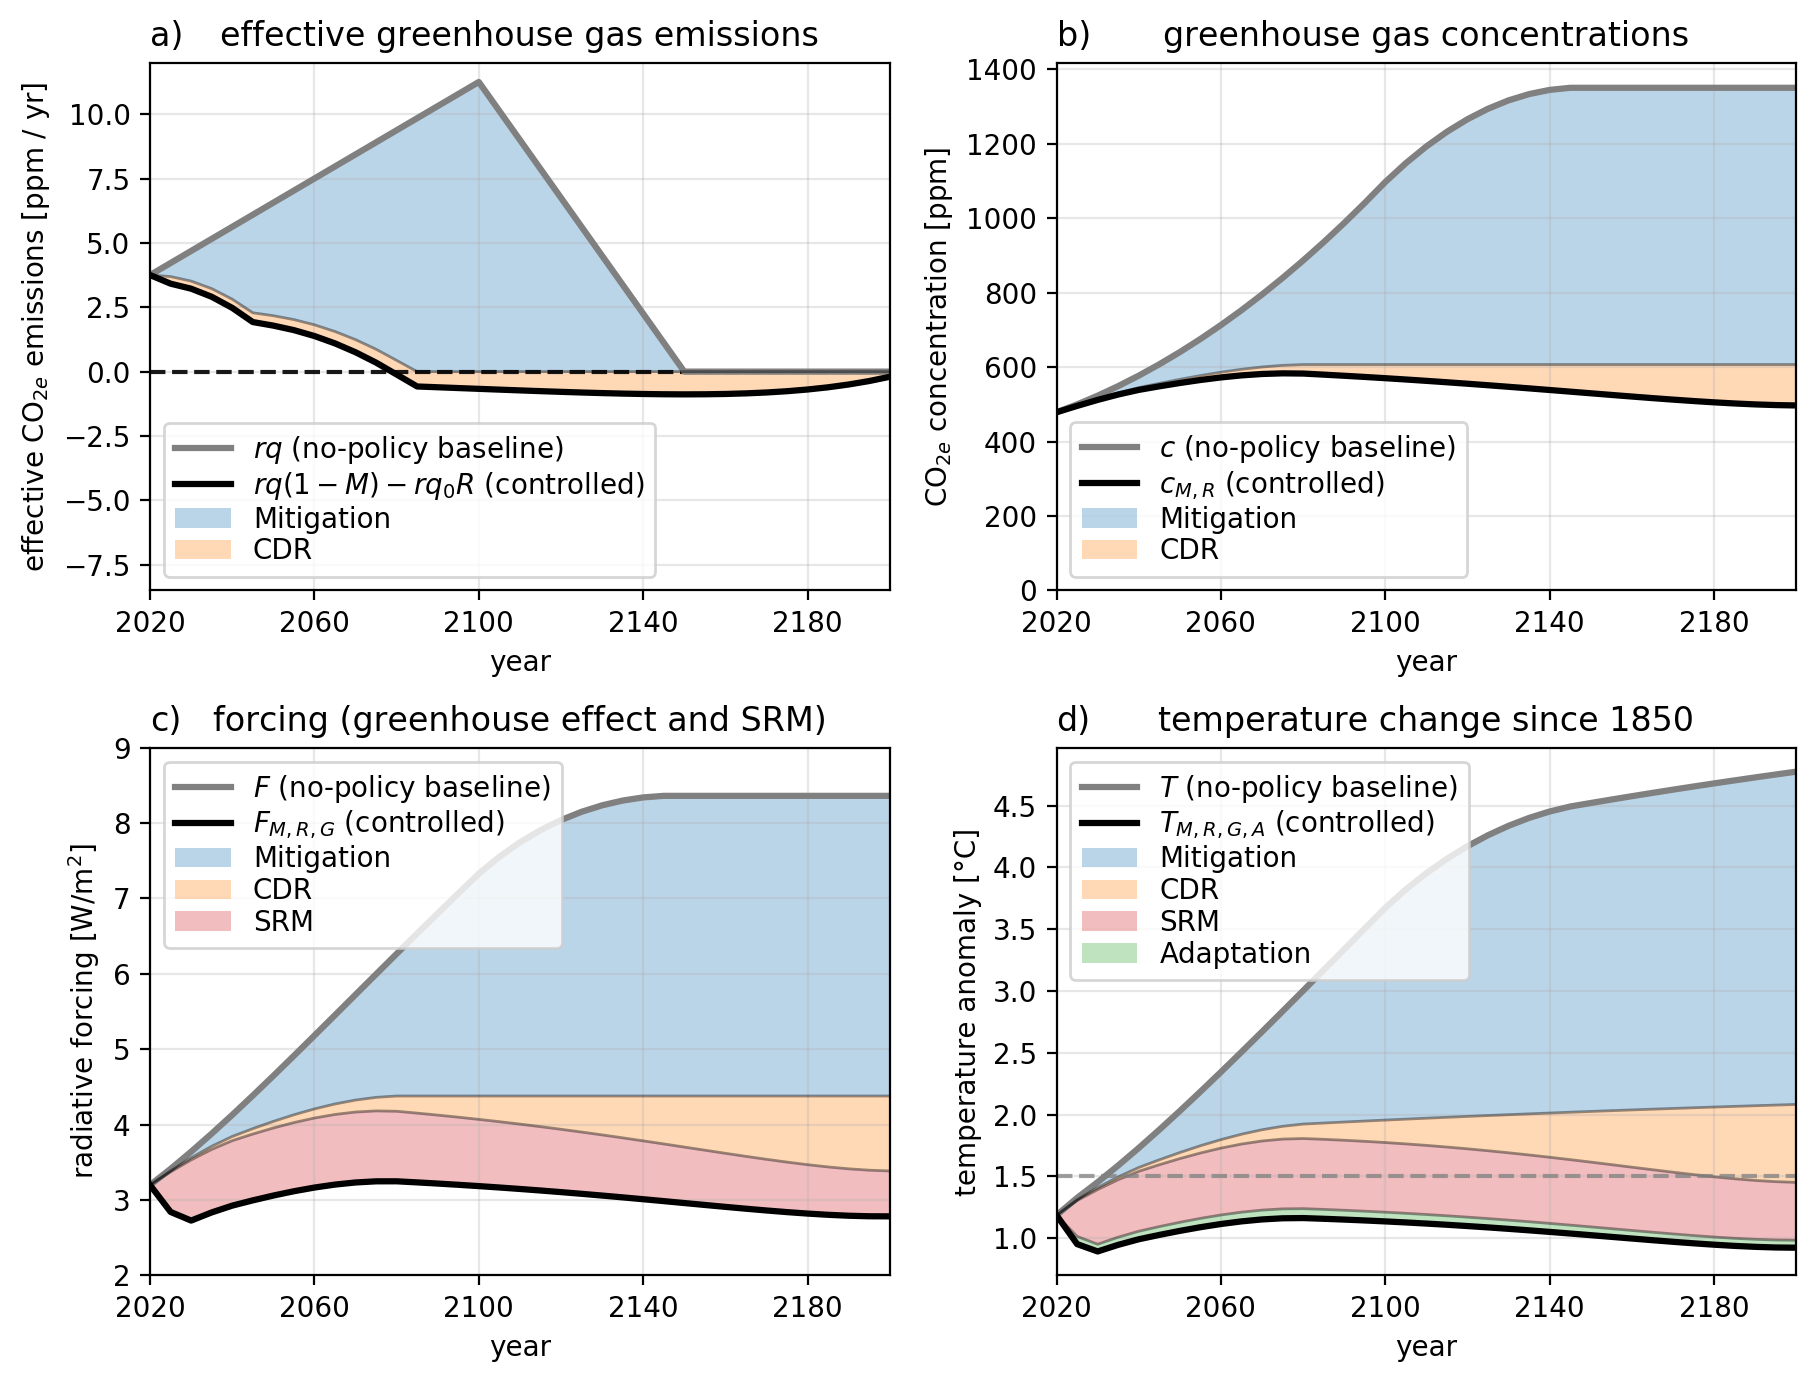 a) effective greenhouse gas emissions
effective CO₂ₑ emissions [ppm / yr]
10.0
7.5
5.0
2.5
0.0
−2.5
−5.0
−7.5
rq (no-policy baseline)
rq(1 − M) − rq₀R (controlled)
Mitigation
CDR
2020 2060 2100 2140 2180
year
b) greenhouse gas concentrations
CO₂ₑ concentration [ppm]
1400
1200
1000
800
600
400
200
0
c (no-policy baseline)
c_{M,R} (controlled)
Mitigation
CDR
2020 2060 2100 2140 2180
year
c) forcing (greenhouse effect and SRM)
radiative forcing [W/m²]
9
8
7
6
5
4
3
2
F (no-policy baseline)
F_{M,R,G} (controlled)
Mitigation
CDR
SRM
2020 2060 2100 2140 2180
year
d) temperature change since 1850
temperature anomaly [°C]
4.5
4.0
3.5
3.0
2.5
2.0
1.5
1.0
T (no-policy baseline)
T_{M,R,G,A} (controlled)
Mitigation
CDR
SRM
Adaptation
2020 2060 2100 2140 2180
year